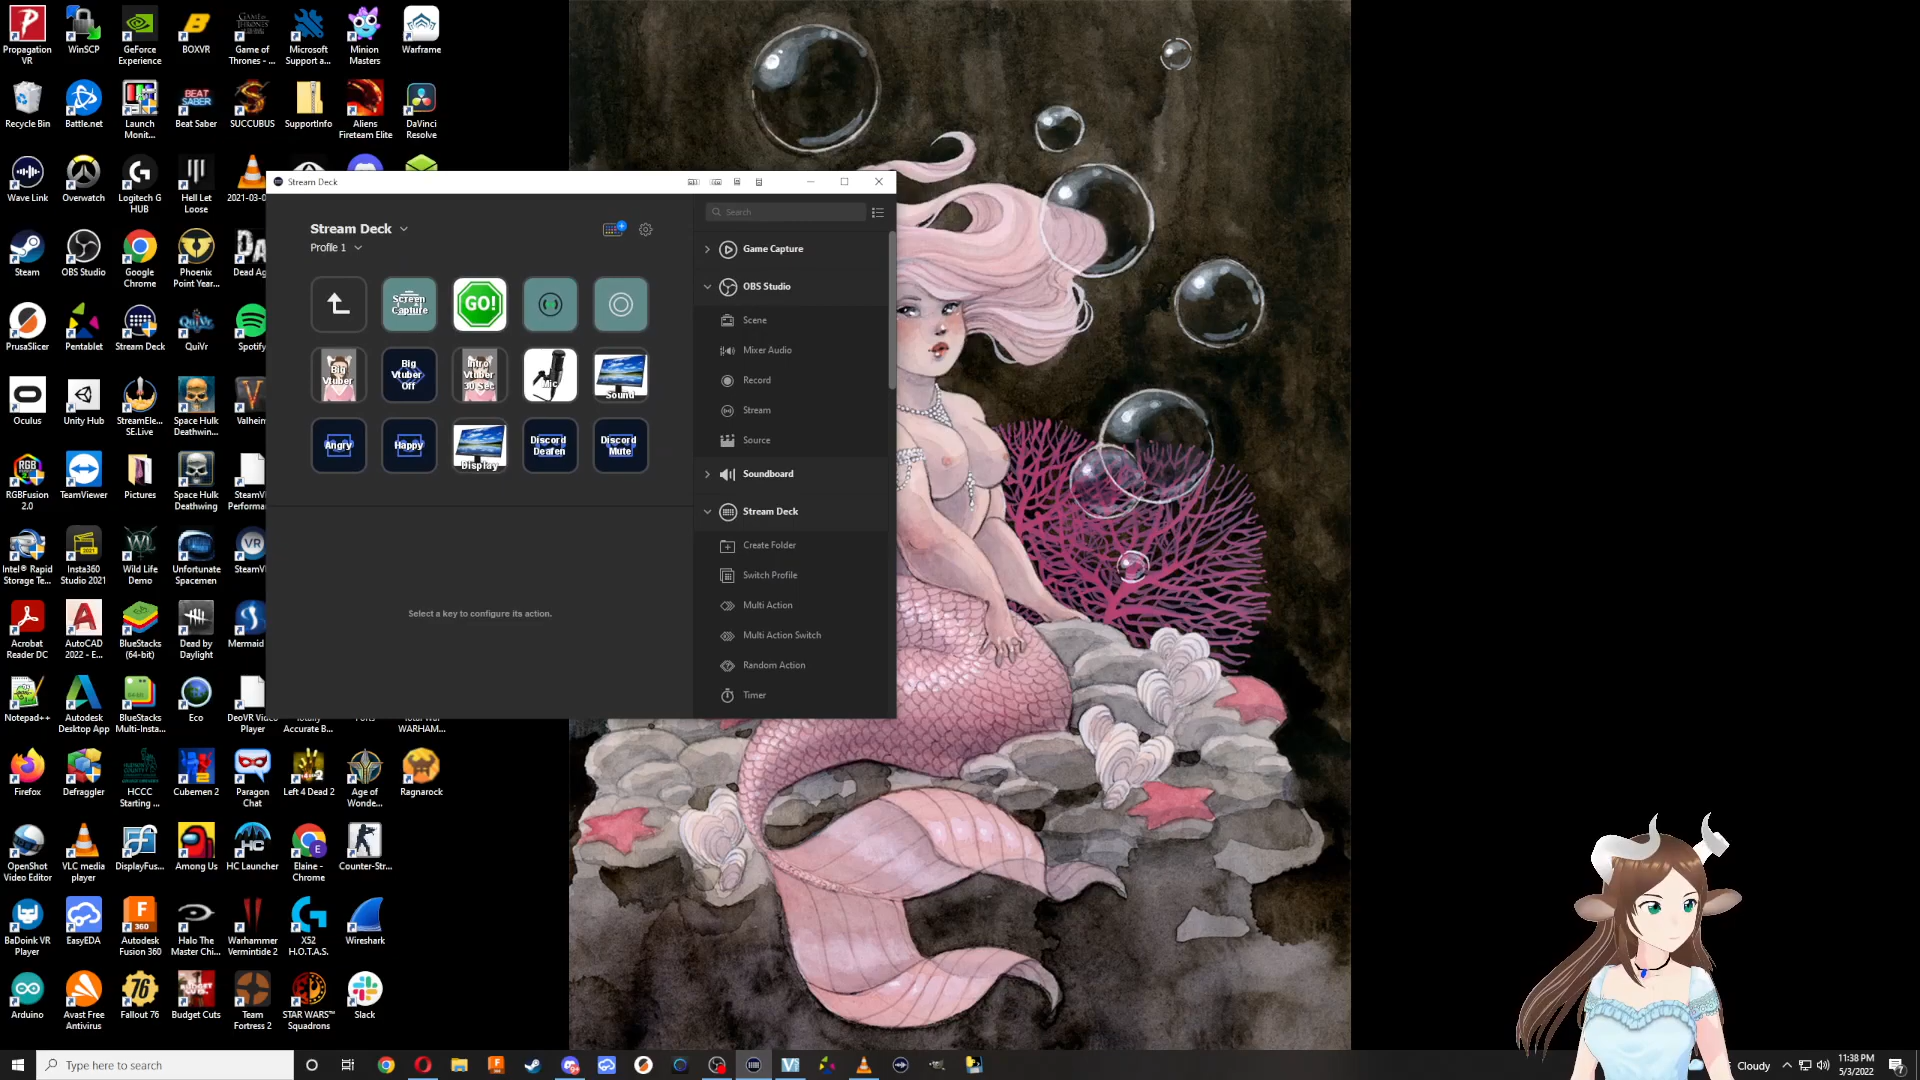 Propagation VR
WinSCP
GeForce Experience
BOXVR
Game of Thrones - ...
Microsoft Support a...
Minion Masters
Warframe
Recycle Bin
Battle.net
Launch Monit...
Beat Saber
SUCCUBUS
SupportInfo
Aliens Fireteam Elite
DaVinci Resolve
Wave Link
Overwatch
Logitech G HUB
Hell Let Loose
2021-03-0
Steam
OBS Studio
Google Chrome
Phoenix Point Year...
Dead Ag
PrusaSlicer
Pentablet
Stream Deck
QuiVr
Spotify
Oculus
Unity Hub
StreamEle... SE.Live
Space Hulk Deathwin...
Valheim
RGBFusion 2.0
TeamViewer
Pictures
Space Hulk Deathwing
SteamV Performa
Intel® Rapid Storage Te...
Insta360 Studio 2021
Wild Life Demo
Unfortunate Spacemen
SteamV
Acrobat Reader DC
AutoCAD 2022 - E...
BlueStacks (64-bit)
Dead by Daylight
Mermaid
Notepad++
Autodesk Desktop App
BlueStacks Multi-Insta...
Eco
DeoVR Video Player
Accurate B...
WARHAM...
Firefox
Defraggler
HCCC Starting ...
Cubemen 2
Paragon Chat
Left 4 Dead 2
Age of Wonde...
Ragnarock
OpenShot Video Editor
VLC media player
DisplayFus...
Among Us
HC Launcher
Elaine - Chrome
Counter-Str...
BaDoink VR Player
EasyEDA
Autodesk Fusion 360
Halo The Master Chi...
Warhammer Vermintide 2
X52 H.O.T.A.S.
Wireshark
Arduino
Avast Free Antivirus
Fallout 76
Budget Cuts
Team Fortress 2
STAR WARS™ Squadrons
Slack
Stream Deck
Stream Deck
Profile 1
Screen Capture
GO!
Big Vtuber
Big Vtuber Off
Intro Vtuber 30 Sec
Mic
Sound
Angry
Happy
Display
Discord Deafen
Discord Mute
Select a key to configure its action.
Search
Game Capture
OBS Studio
Scene
Mixer Audio
Record
Stream
Source
Soundboard
Stream Deck
Create Folder
Switch Profile
Multi Action
Multi Action Switch
Random Action
Timer
Type here to search
Cloudy
11:38 PM
5/3/2022